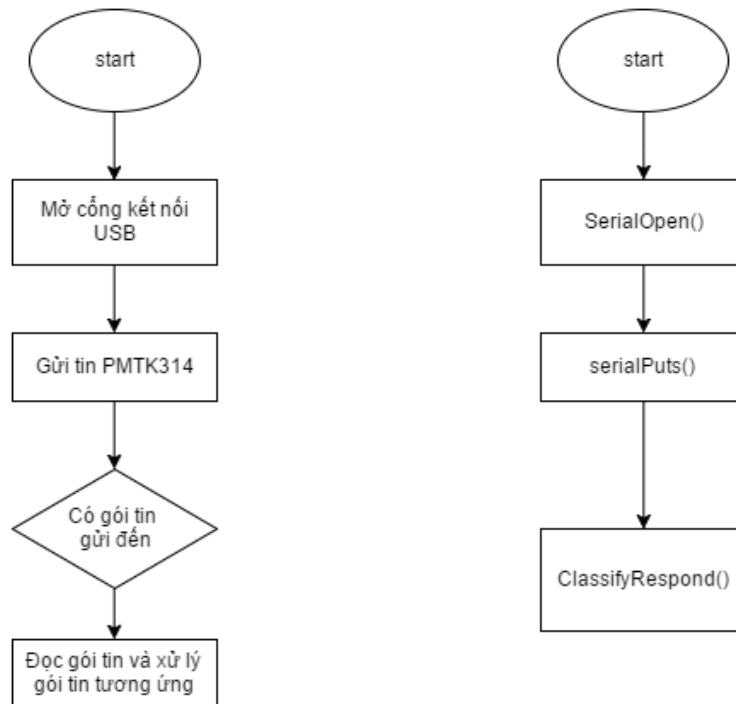 start
Mở cổng kết nối
USB
Gửi tin PMTK314
Có gói tin
gửi đến
Đọc gói tin và xử lý
gói tin tương ứng
start
SerialOpen()
serialPuts()
ClassifyRespond()